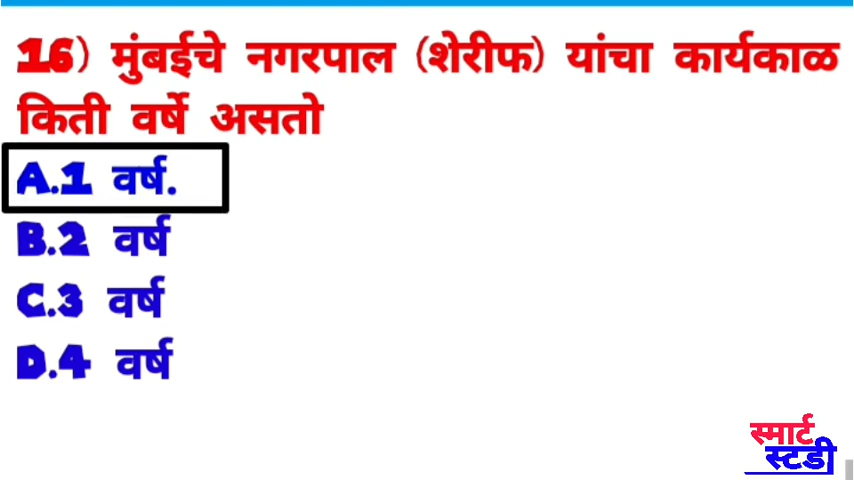 16) मुंबईचे नगरपाल (शेरीफ) यांचा कार्यकाळ
किती वर्षे असतो
A.1 वर्ष.
B.2 वर्ष
C.3 वर्ष
D.4 वर्ष
स्मार्ट
स्टडी